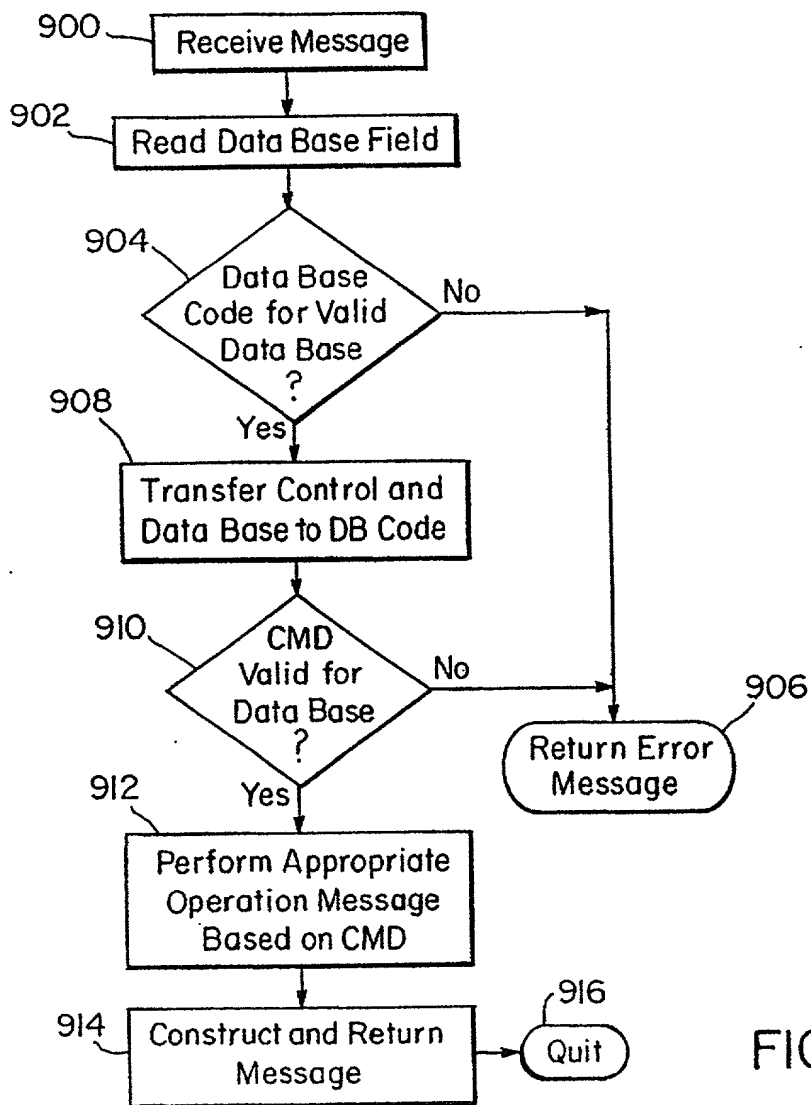 900
Receive Message
902
Read Data Base Field
904
Data Base
Code for Valid
Data Base
?
No
Yes
908
Transfer Control and
Data Base to DB Code
910
CMD
Valid for
Data Base
?
No
Yes
906
Return Error
Message
912
Perform Appropriate
Operation Message
Based on CMD
914
Construct and Return
Message
916
Quit